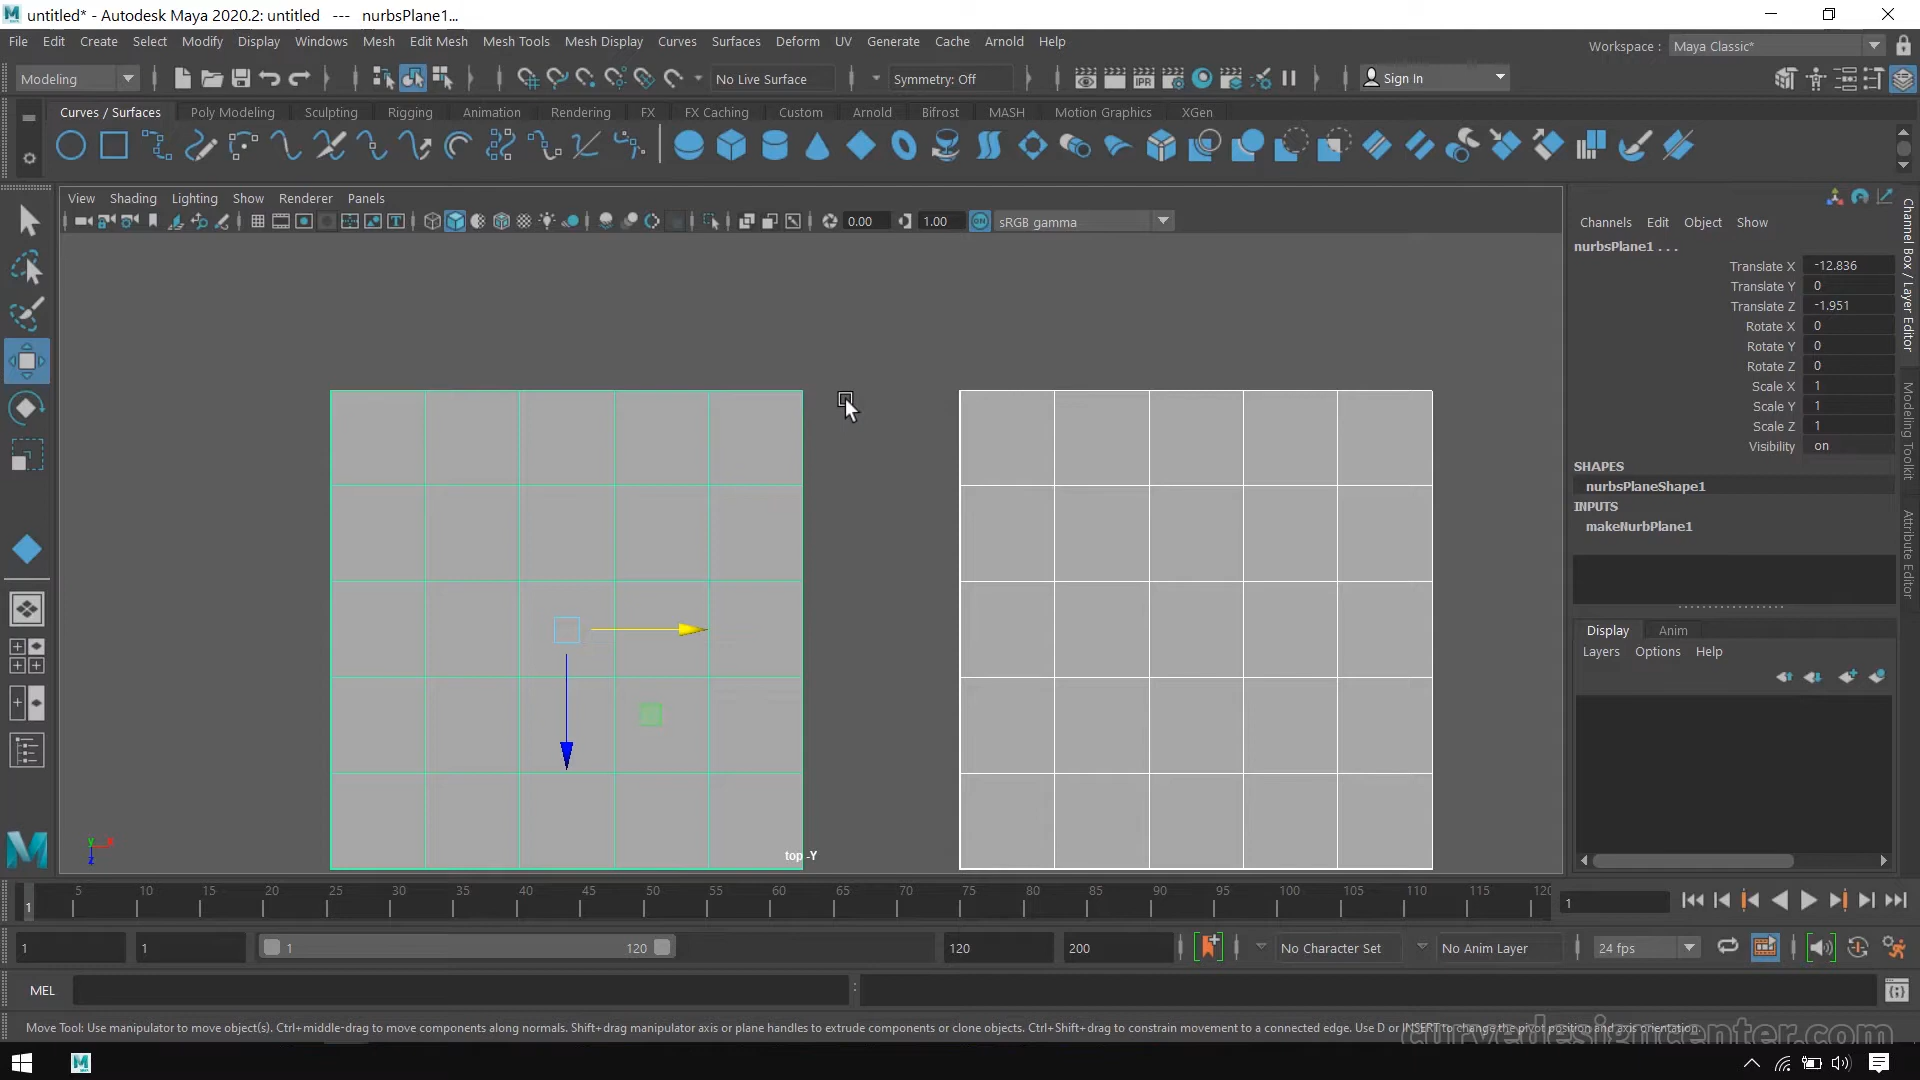 untitled* - Autodesk Maya 2020.2: untitled --- nurbsPlane1...
File Edit Create Select Modify Display Windows Mesh Edit Mesh Mesh Tools Mesh Display Curves Surfaces Deform UV Generate Cache Arnold Help
Workspace : Maya Classic*
Modeling No Live Surface Symmetry: Off IPR Sign In
Curves / Surfaces Poly Modeling Sculpting Rigging Animation Rendering FX FX Caching Custom Arnold Bifrost MASH Motion Graphics XGen
View Shading Lighting Show Renderer Panels
0.00 1.00 ON sRGB gamma
Channels Edit Object Show
nurbsPlane1 . . .
Translate X -12.836
Translate Y 0
Translate Z -1.951
Rotate X 0
Rotate Y 0
Rotate Z 0
Scale X 1
Scale Y 1
Scale Z 1
Visibility on
SHAPES
nurbsPlaneShape1
INPUTS
makeNurbPlane1
Channel Box / Layer Editor
Modeling Toolkit
Attribute Editor
Display Anim
Layers Options Help
y x
z
top -Y
5 10 15 20 25 30 35 40 45 50 55 60 65 70 75 80 85 90 95 100 105 110 115 120
1
1
1 1 1 120 120 200 No Character Set No Anim Layer 24 fps
MEL :
Move Tool: Use manipulator to move object(s). Ctrl+middle-drag to move components along normals. Shift+drag manipulator axis or plane handles to extrude components or clone objects. Ctrl+Shift+drag to constrain movement to a connected edge. Use D or INSERT to change the pivot position and axis orientation.
curvedesigncenter.com